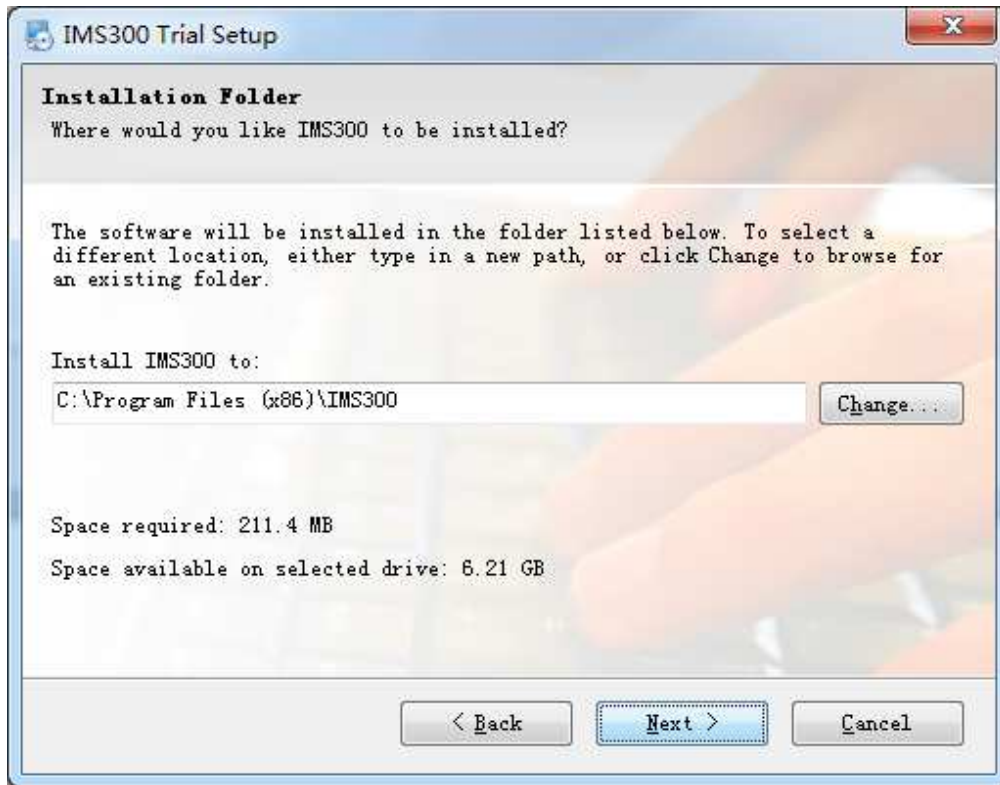 IMS300 Trial Setup
Installation Folder
Where would you like IMS300 to be installed?
The software will be installed in the folder listed below. To select a
different location, either type in a new path, or click Change to browse for
an existing folder.
Install IMS300 to:
C:\Program Files (x86)\IMS300
Change...
Space required: 211.4 MB
Space available on selected drive: 6.21 GB
< Back
Next >
Cancel